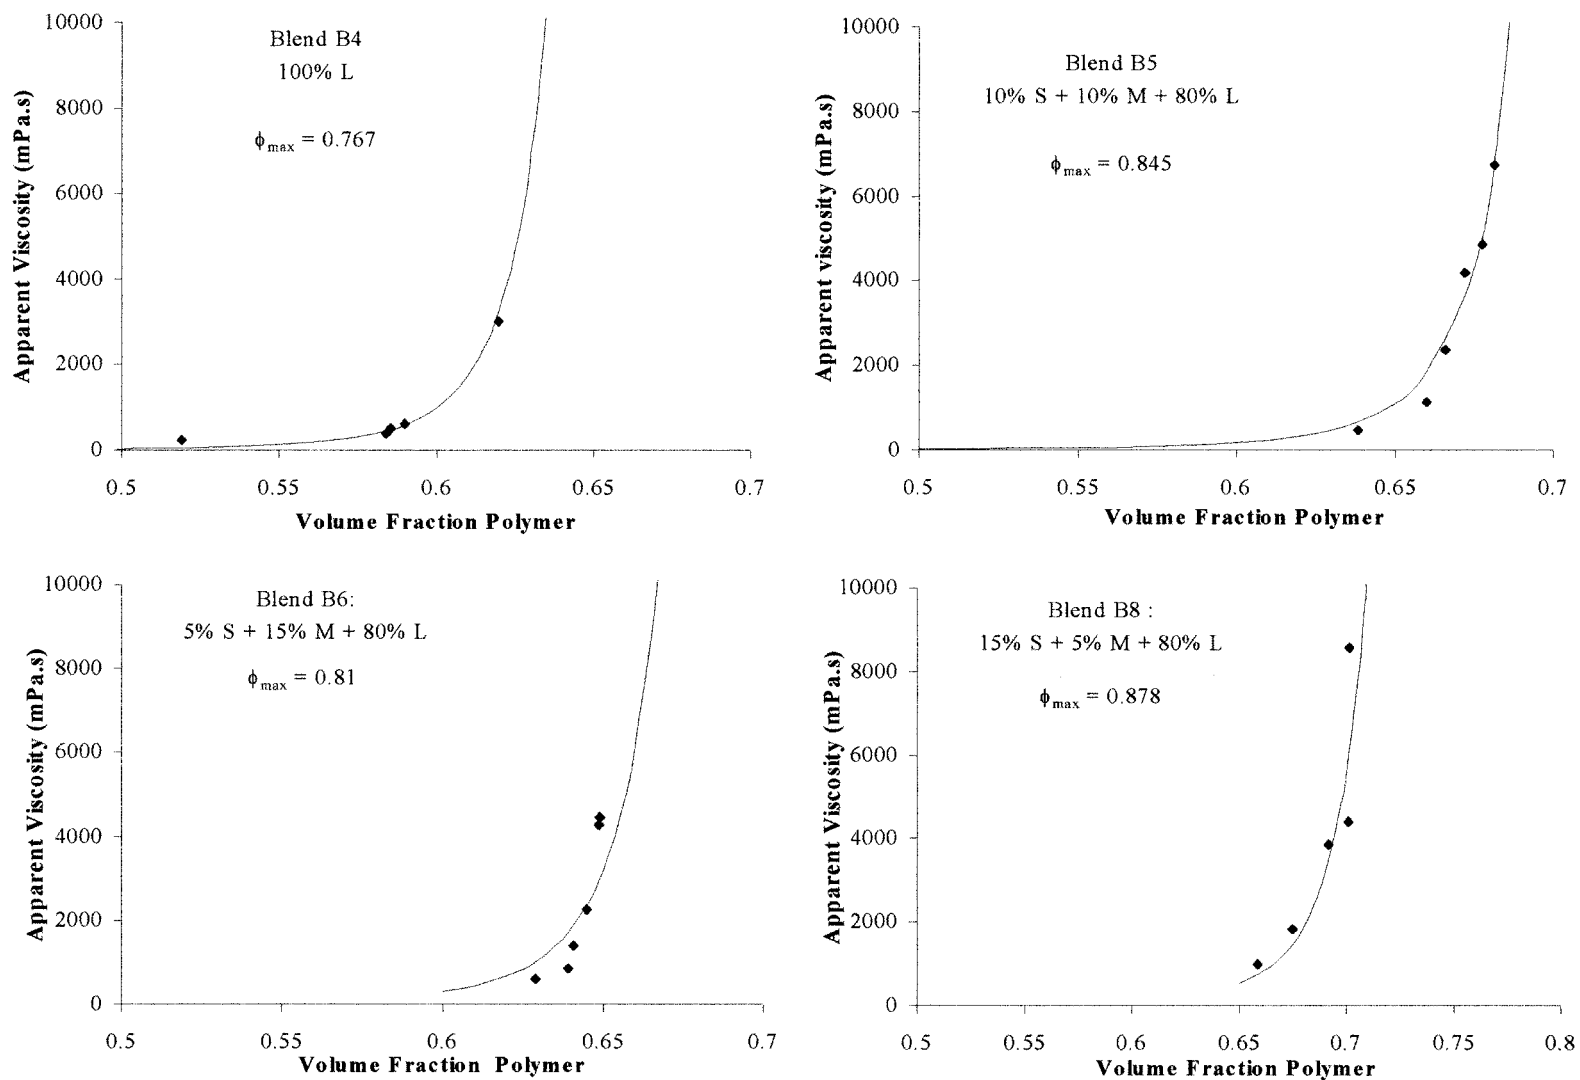 Blend B4
100% L
ϕmax = 0.767
10000
8000
6000
4000
2000
0
0.5 0.55 0.6 0.65 0.7
Apparent Viscosity (mPa.s)
Volume Fraction Polymer
Blend B5
10% S + 10% M + 80% L
ϕmax = 0.845
10000
8000
6000
4000
2000
0
0.5 0.55 0.6 0.65 0.7
Apparent viscosity (mPa.s)
Volume Fraction Polymer
Blend B6:
5% S + 15% M + 80% L
ϕmax = 0.81
10000
8000
6000
4000
2000
0
0.5 0.55 0.6 0.65 0.7
Apparent Viscosity (mPa.s)
Volume Fraction Polymer
Blend B8 :
15% S + 5% M + 80% L
ϕmax = 0.878
10000
8000
6000
4000
2000
0
0.5 0.55 0.6 0.65 0.7 0.75 0.8
Apparent Viscosity (mPa.s)
Volume Fraction Polymer